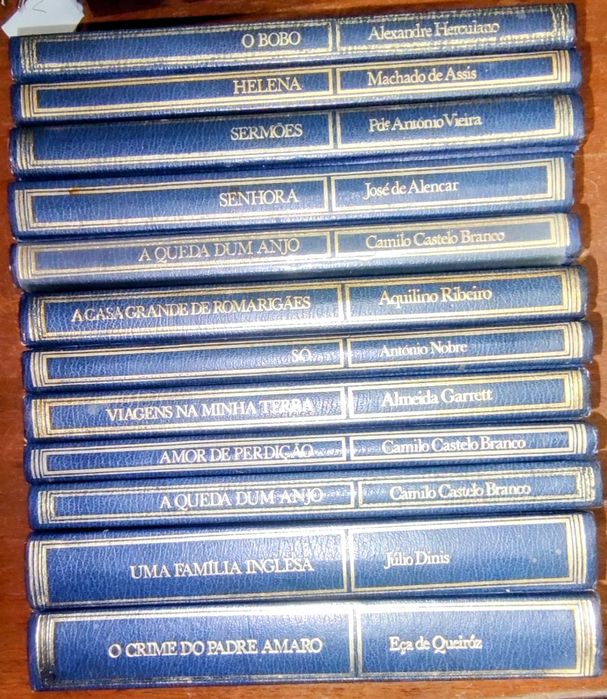 O BOBO Alexandre Herculano
HELENA Machado de Assis
SERMÕES Pde António Vieira
SENHORA José de Alencar
A QUEDA DUM ANJO Camilo Castelo Branco
A CASA GRANDE DE ROMARIGÃES Aquilino Ribeiro
SÓ António Nobre
VIAGENS NA MINHA TERRA Almeida Garrett
AMOR DE PERDIÇÃO Camilo Castelo Branco
A QUEDA DUM ANJO Camilo Castelo Branco
UMA FAMÍLIA INGLESA Júlio Dinis
O CRIME DO PADRE AMARO Eça de Queiróz